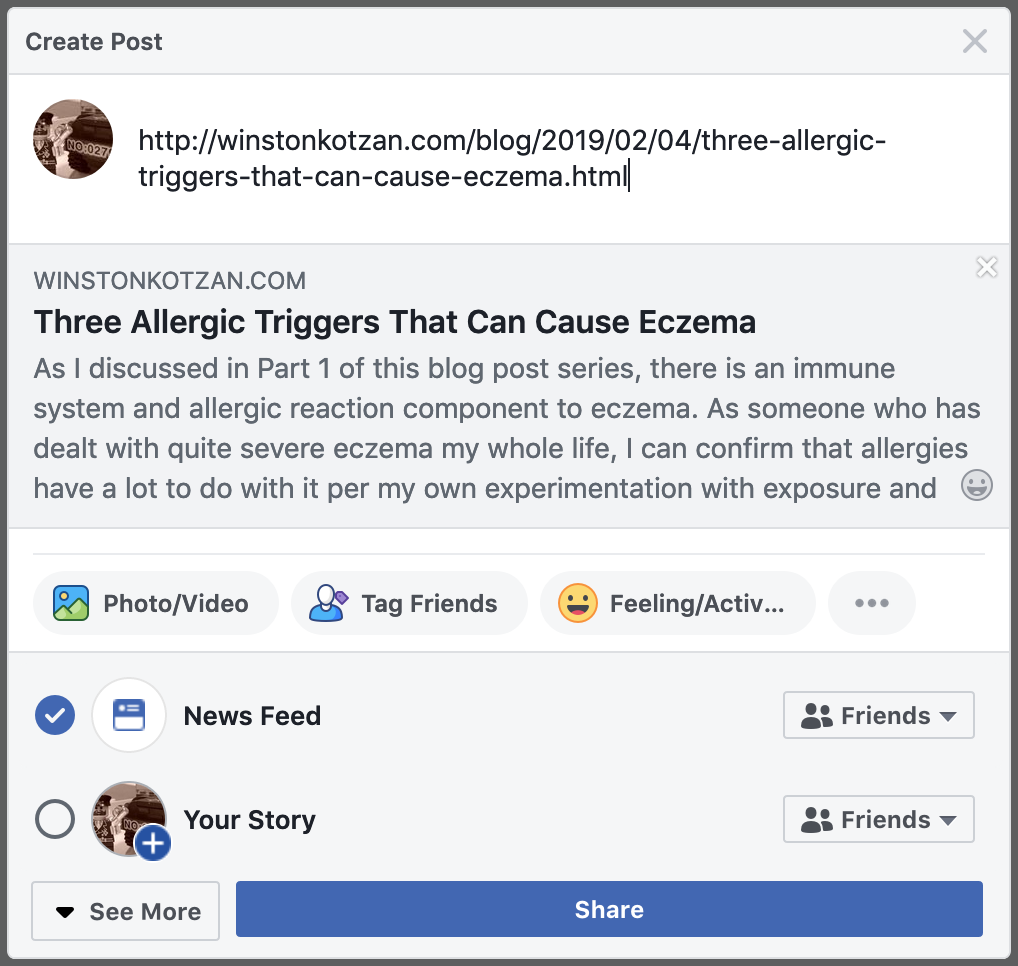 Create Post
NO:027
http://winstonkotzan.com/blog/2019/02/04/three-allergic-
triggers-that-can-cause-eczema.html
WINSTONKOTZAN.COM
Three Allergic Triggers That Can Cause Eczema
As I discussed in Part 1 of this blog post series, there is an immune
system and allergic reaction component to eczema. As someone who has
dealt with quite severe eczema my whole life, I can confirm that allergies
have a lot to do with it per my own experimentation with exposure and
Photo/Video
Tag Friends
Feeling/Activ...
News Feed
Friends
Your Story
Friends
See More
Share